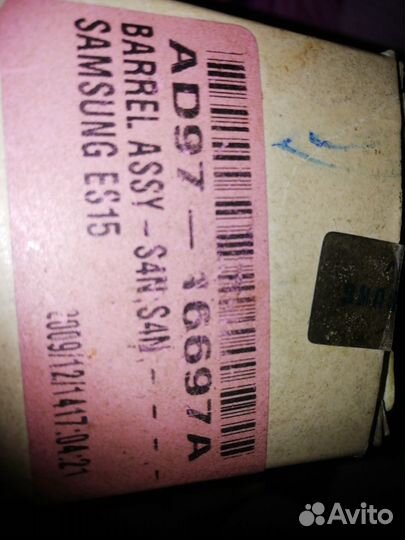 AD97-16697A
BARREL ASSY-S4N,S4N,-,-,-,-
SAMSUNG ES15
2009/12/14 17:04:21
Avito